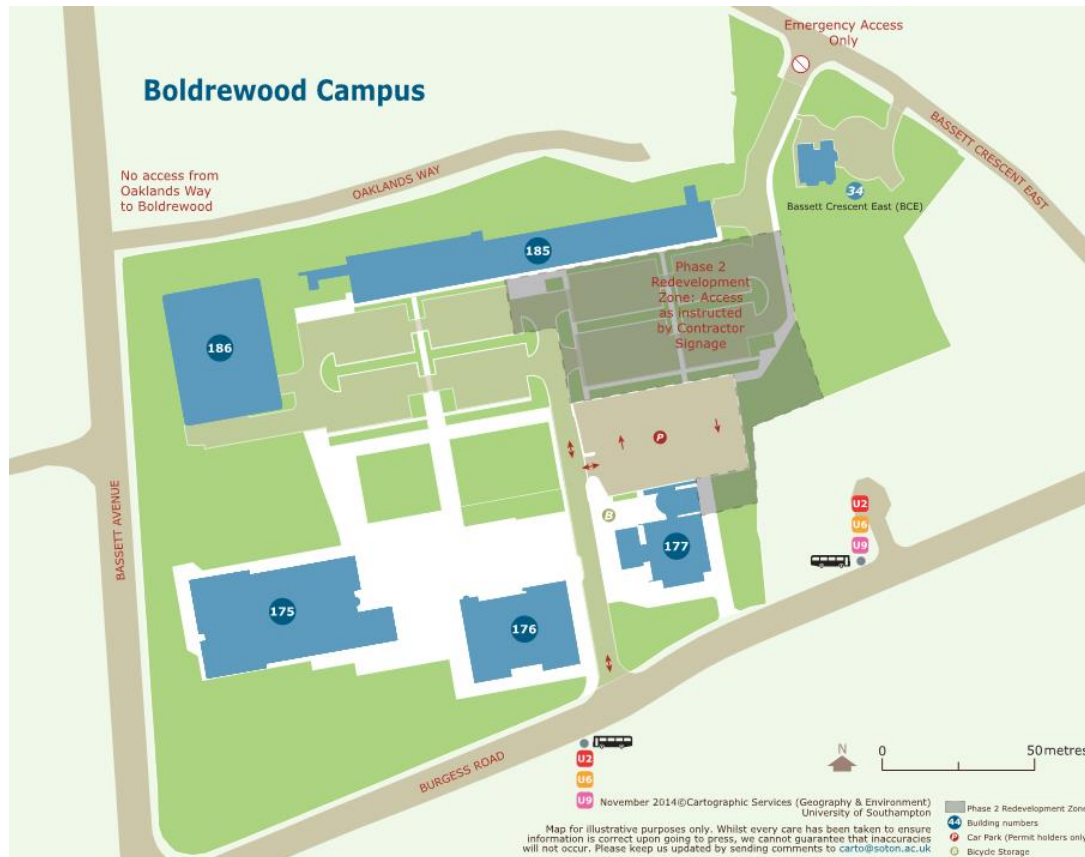 Emergency Access
Only
Boldrewood Campus
BASSETT CRESCENT EAST
No access from
Oaklands Way
to Boldrewood
OAKLANDS WAY
34
Bassett Crescent East (BCE)
185
Phase 2
Redevelopment
Zone: Access
as instructed
by Contractor
Signage
186
P
BASSETT AVENUE
U2
U6
U9
B
177
175
176
BURGESS ROAD
U2
U6
U9
N
0
50 metres
November 2014©Cartographic Services (Geography & Environment)
University of Southampton
Map for illustrative purposes only. Whilst every care has been taken to ensure
information is correct upon going to press, we cannot guarantee that inaccuracies
will not occur. Please keep us updated by sending comments to carto@soton.ac.uk
Phase 2 Redevelopment Zone
44 Building numbers
P Car Park (Permit holders only
B Bicycle Storage